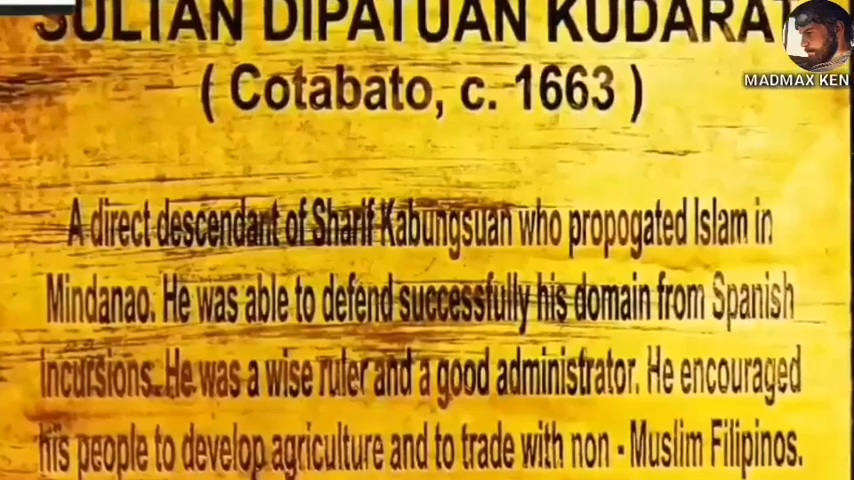 SULTAN DIPATUAN KUDARAT
( Cotabato, c. 1663 )
A direct descendant of Sharif Kabungsuan who propogated Islam in
Mindanao. He was able to defend successfully his domain from Spanish
incursions. He was a wise ruler and a good administrator. He encouraged
his people to develop agriculture and to trade with non - Muslim Filipinos.
MADMAX KEN